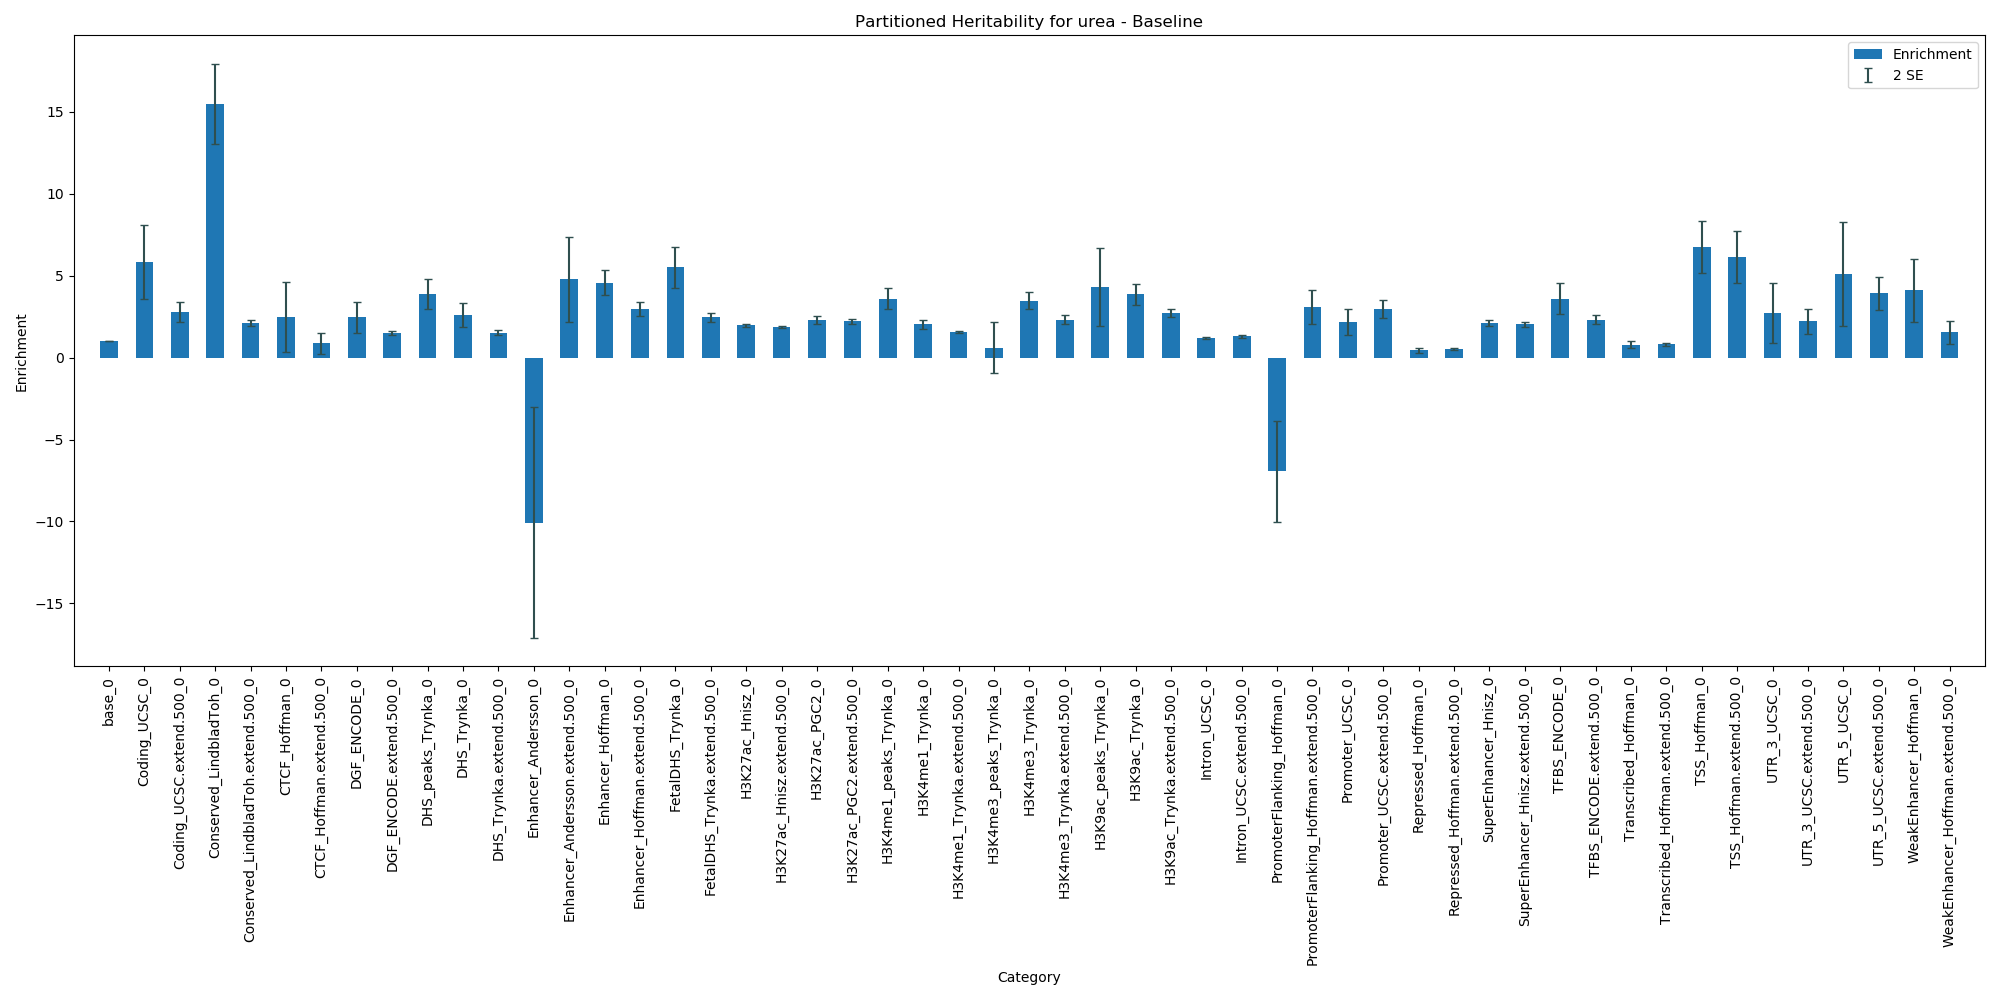 Partitioned Heritability for urea - Baseline
Enrichment
2 SE
Enrichment
15
10
5
0
−5
−10
−15
base_0
Coding_UCSC_0
Coding_UCSC.extend.500_0
Conserved_LindbladToh_0
Conserved_LindbladToh.extend.500_0
CTCF_Hoffman_0
CTCF_Hoffman.extend.500_0
DGF_ENCODE_0
DGF_ENCODE.extend.500_0
DHS_peaks_Trynka_0
DHS_Trynka_0
DHS_Trynka.extend.500_0
Enhancer_Andersson_0
Enhancer_Andersson.extend.500_0
Enhancer_Hoffman_0
Enhancer_Hoffman.extend.500_0
FetalDHS_Trynka_0
FetalDHS_Trynka.extend.500_0
H3K27ac_Hnisz_0
H3K27ac_Hnisz.extend.500_0
H3K27ac_PGC2_0
H3K27ac_PGC2.extend.500_0
H3K4me1_peaks_Trynka_0
H3K4me1_Trynka_0
H3K4me1_Trynka.extend.500_0
H3K4me3_peaks_Trynka_0
H3K4me3_Trynka_0
H3K4me3_Trynka.extend.500_0
H3K9ac_peaks_Trynka_0
H3K9ac_Trynka_0
H3K9ac_Trynka.extend.500_0
Intron_UCSC_0
Intron_UCSC.extend.500_0
PromoterFlanking_Hoffman_0
PromoterFlanking_Hoffman.extend.500_0
Promoter_UCSC_0
Promoter_UCSC.extend.500_0
Repressed_Hoffman_0
Repressed_Hoffman.extend.500_0
SuperEnhancer_Hnisz_0
SuperEnhancer_Hnisz.extend.500_0
TFBS_ENCODE_0
TFBS_ENCODE.extend.500_0
Transcribed_Hoffman_0
Transcribed_Hoffman.extend.500_0
TSS_Hoffman_0
TSS_Hoffman.extend.500_0
UTR_3_UCSC_0
UTR_3_UCSC.extend.500_0
UTR_5_UCSC_0
UTR_5_UCSC.extend.500_0
WeakEnhancer_Hoffman_0
WeakEnhancer_Hoffman.extend.500_0
Category